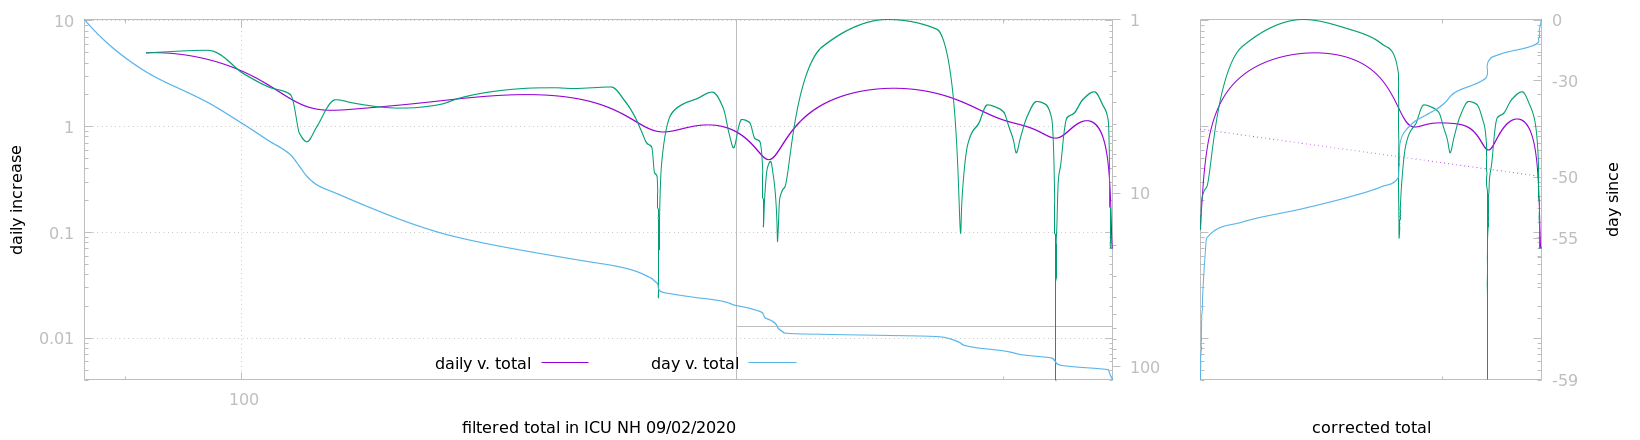 10
1
0.1
0.01
daily increase
100
filtered total in ICU NH 09/02/2020
daily v. total
day v. total
1
10
100
0
-30
-50
-55
-59
day since
corrected total